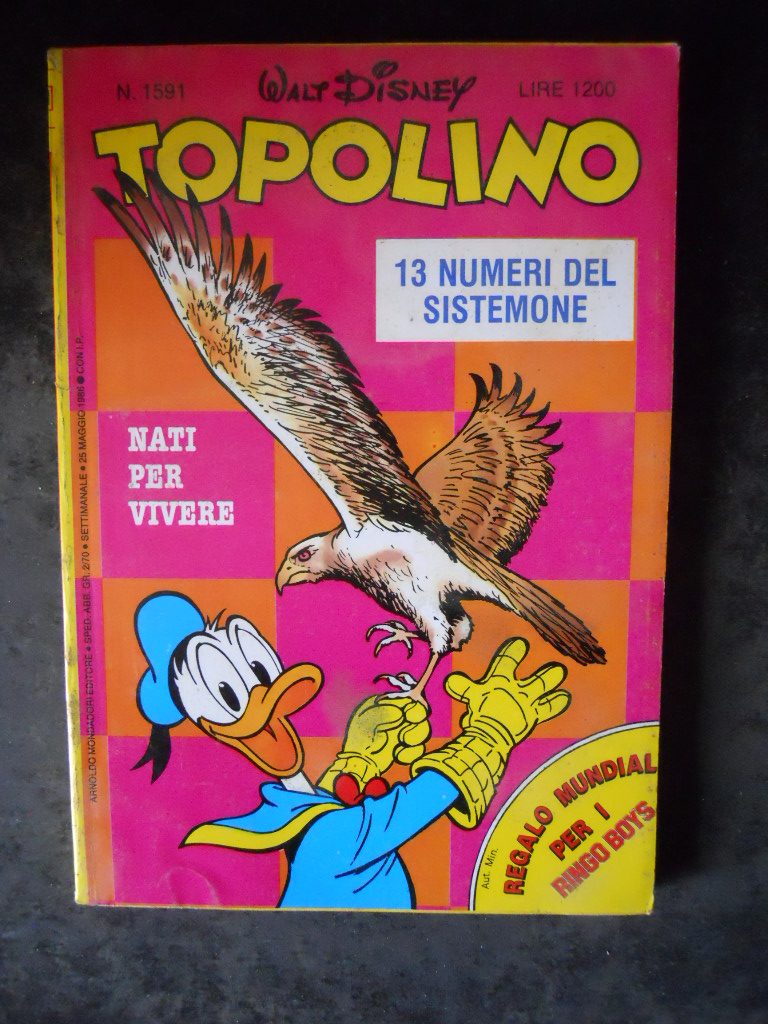 N. 1591
WALT DISNEY
LIRE 1200
TOPOLINO
13 NUMERI DEL
SISTEMONE
NATI
PER
VIVERE
ARNOLDO MONDADORI EDITORE ● SPED. ABB. GR. 2/70 ● SETTIMANALE ● 25 MAGGIO 1986 ● CON I.P.
Aut. Min.
REGALO MUNDIAL
PER I
RINGO BOYS